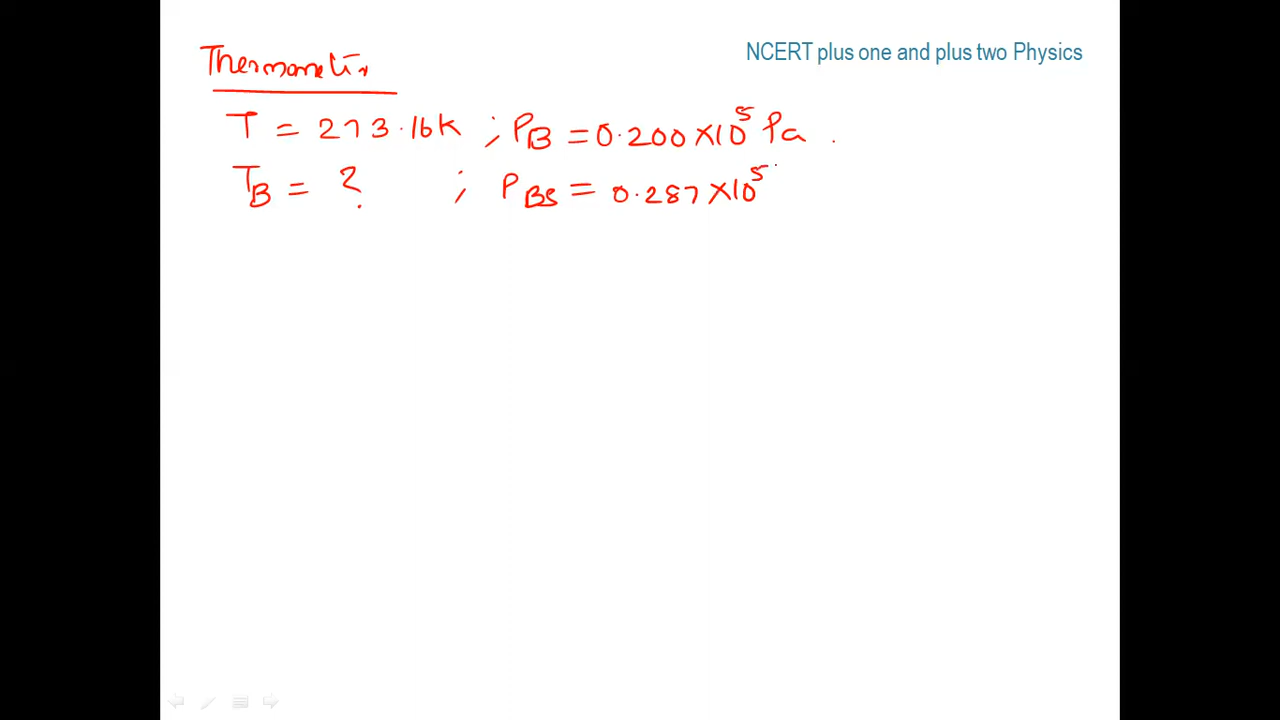 NCERT plus one and plus two Physics
T = 273.16K ; P_B = 0.200 × 10^5 Pa .
T_B = ? ; P_BS = 0.287 × 10^5